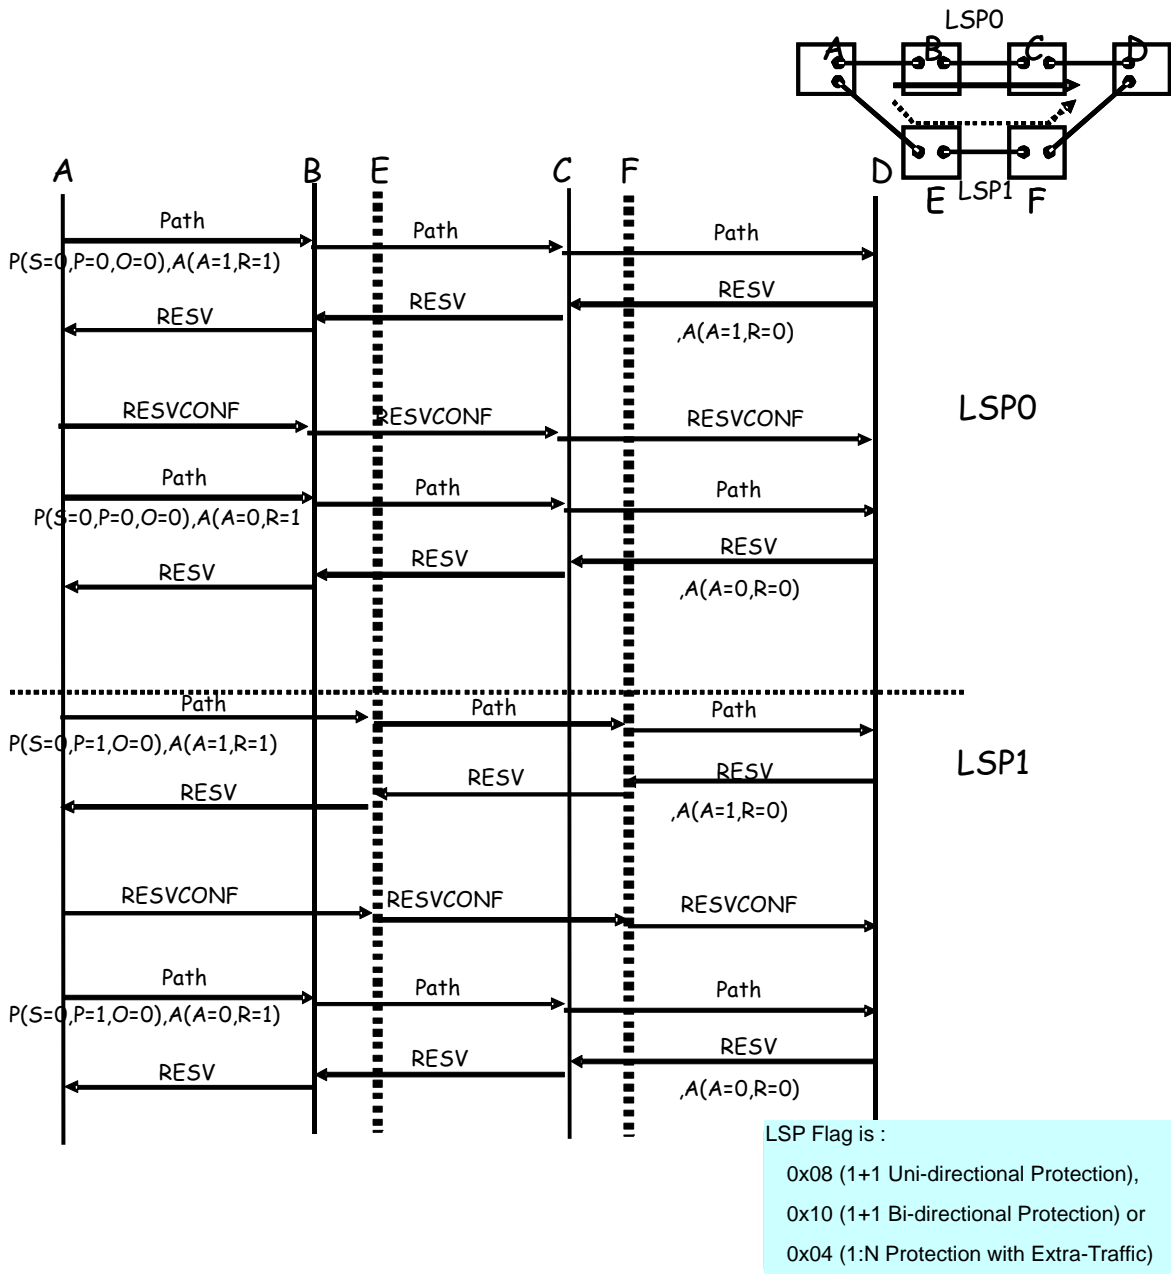 LSP0
A B C D
E LSP1 F
A B E C F D
Path Path Path
P(S=0,P=0,O=0),A(A=1,R=1)
RESV RESV RESV
,A(A=1,R=0)
LSP0
RESVCONF RESVCONF RESVCONF
Path Path Path
P(S=0,P=0,O=0),A(A=0,R=1
RESV RESV RESV
,A(A=0,R=0)
Path Path Path
P(S=0,P=1,O=0),A(A=1,R=1)
LSP1
RESV RESV RESV
,A(A=1,R=0)
RESVCONF RESVCONF RESVCONF
Path Path Path
P(S=0,P=1,O=0),A(A=0,R=1)
RESV RESV RESV
,A(A=0,R=0)
LSP Flag is :
0x08 (1+1 Uni-directional Protection),
0x10 (1+1 Bi-directional Protection) or
0x04 (1:N Protection with Extra-Traffic)